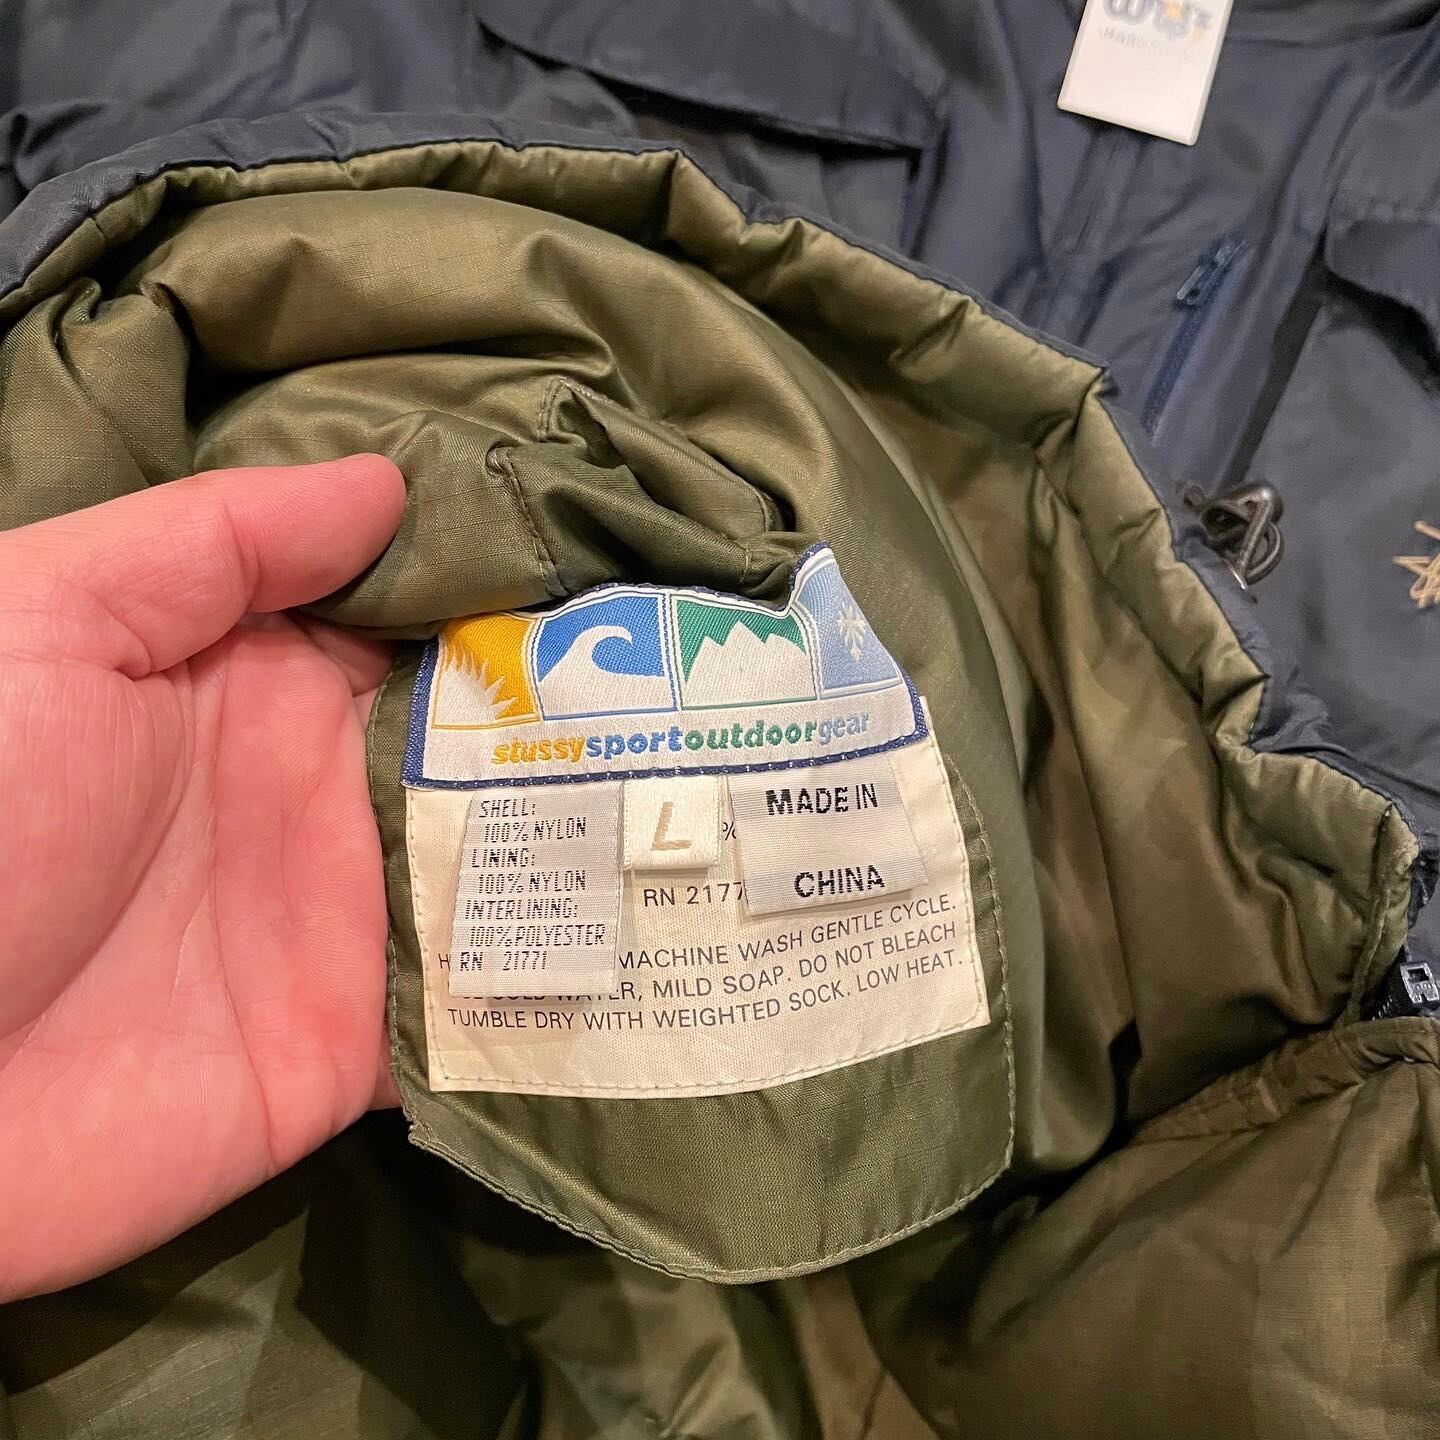 stussysportoutdoorgear
SHELL:
100% NYLON
LINING:
100% NYLON
INTERLINING:
100% POLYESTER
RN 21771
L
%
MADE IN
CHINA
RN 2177
MACHINE WASH GENTLE CYCLE.
MILD SOAP. DO NOT BLEACH
TUMBLE DRY WITH WEIGHTED SOCK. LOW HEAT.